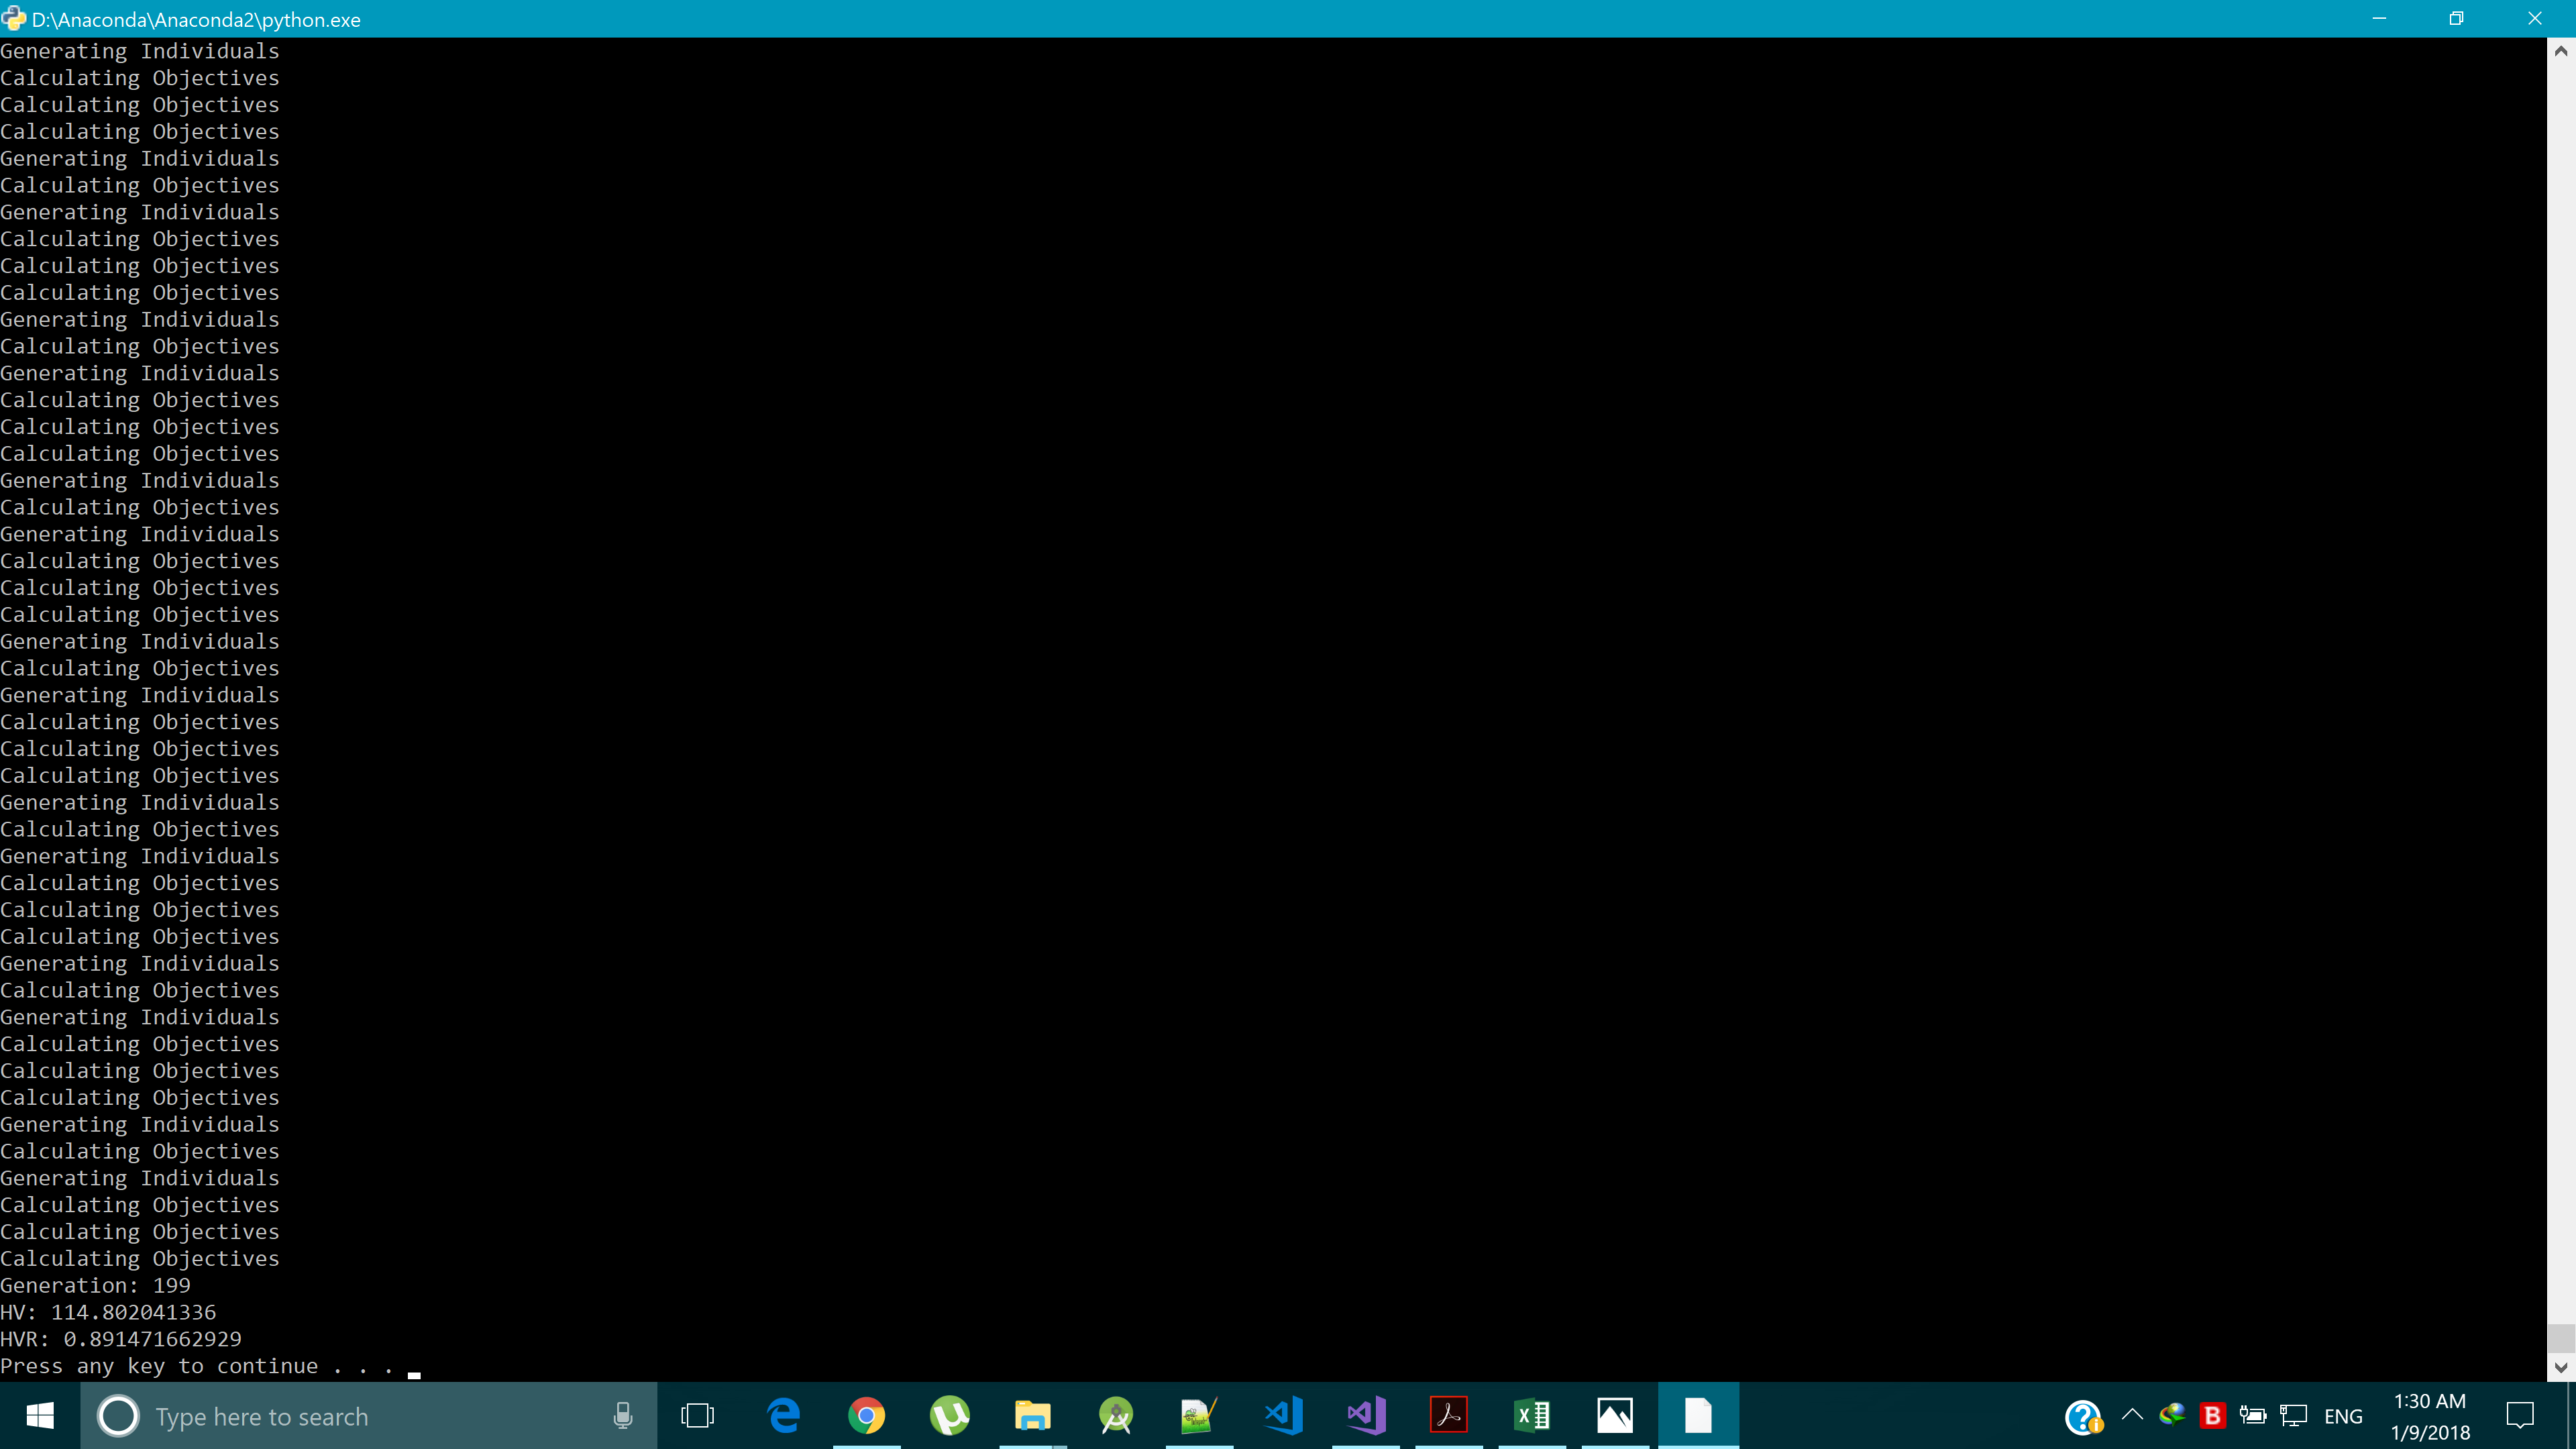 D:\Anaconda\Anaconda2\python.exe
Generating Individuals
Calculating Objectives
Calculating Objectives
Calculating Objectives
Generating Individuals
Calculating Objectives
Generating Individuals
Calculating Objectives
Calculating Objectives
Calculating Objectives
Generating Individuals
Calculating Objectives
Generating Individuals
Calculating Objectives
Calculating Objectives
Calculating Objectives
Generating Individuals
Calculating Objectives
Generating Individuals
Calculating Objectives
Calculating Objectives
Calculating Objectives
Generating Individuals
Calculating Objectives
Generating Individuals
Calculating Objectives
Calculating Objectives
Calculating Objectives
Generating Individuals
Calculating Objectives
Generating Individuals
Calculating Objectives
Calculating Objectives
Calculating Objectives
Generating Individuals
Calculating Objectives
Generating Individuals
Calculating Objectives
Calculating Objectives
Calculating Objectives
Generating Individuals
Calculating Objectives
Generating Individuals
Calculating Objectives
Calculating Objectives
Calculating Objectives
Generation: 199
HV: 114.802041336
HVR: 0.891471662929
Press any key to continue . . .
Type here to search
ENG
1:30 AM
1/9/2018